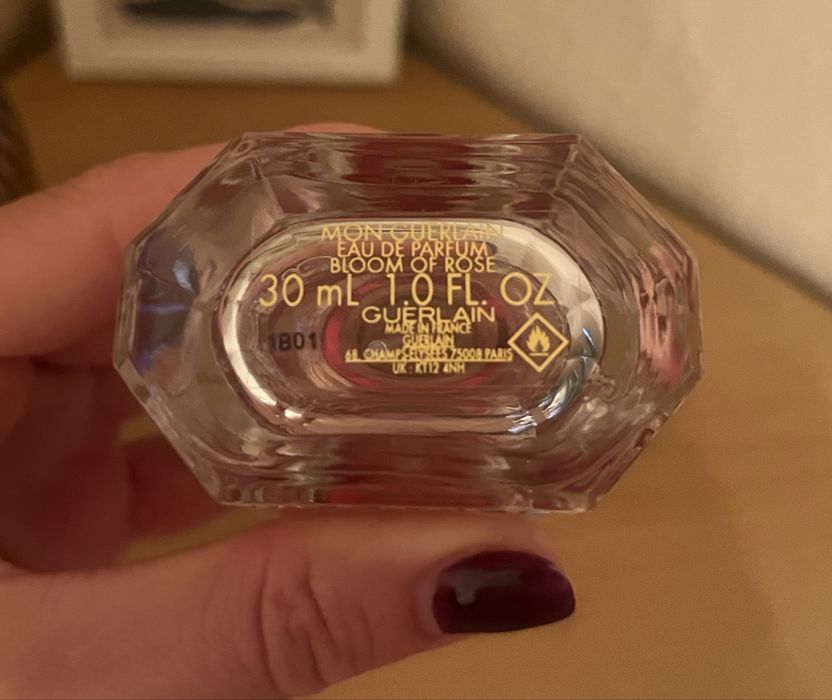 MON GUERLAIN
EAU DE PARFUM
BLOOM OF ROSE
30 mL 1.0 FL. OZ.
GUERLAIN
MADE IN FRANCE
GUERLAIN
1B01
68, CHAMPS-ELYSEES 75008 PARIS
UK : KT12 4NH